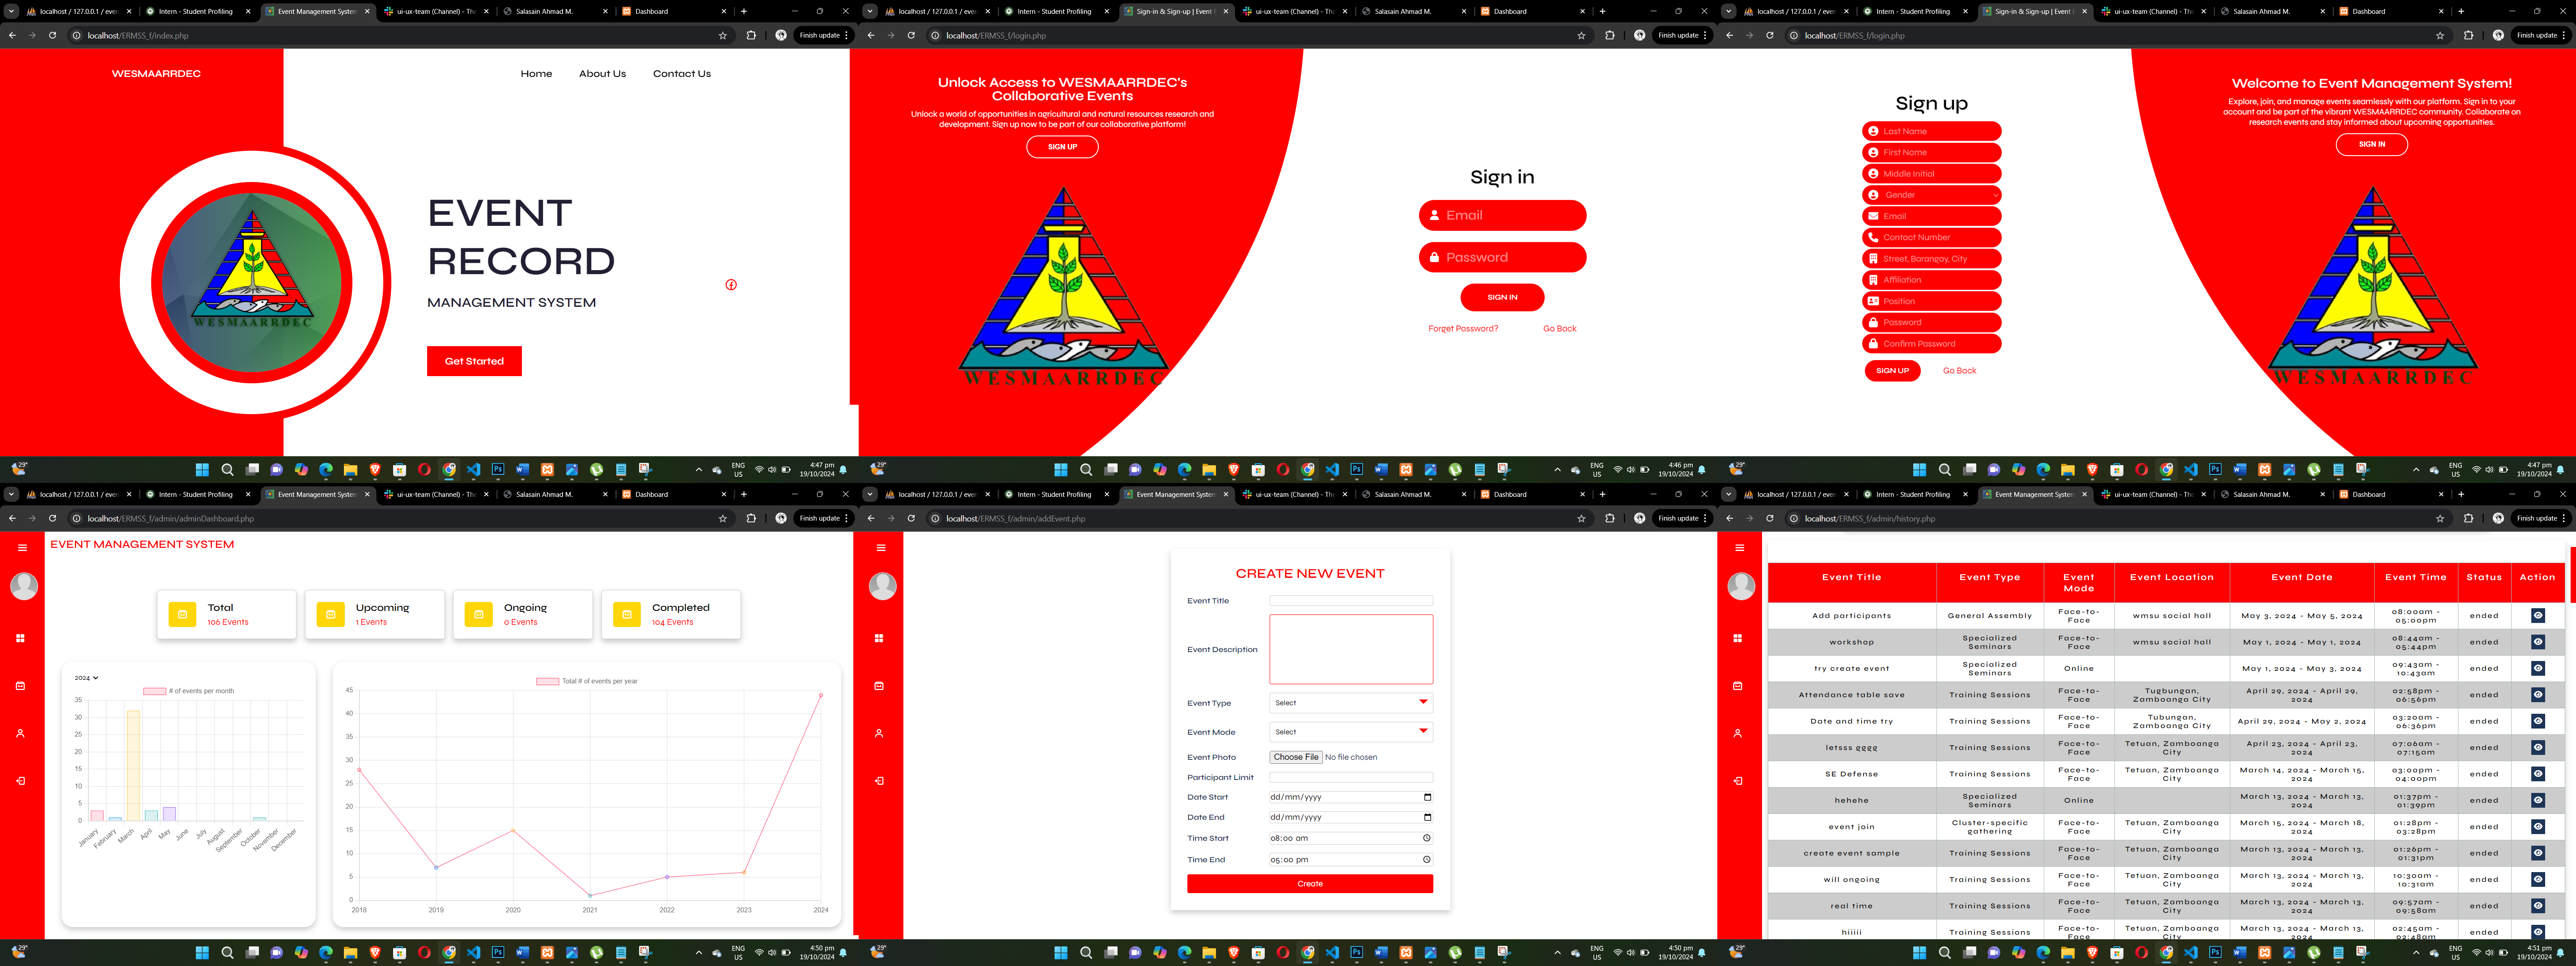 localhost / 127.0.0.1 / even
Intern - Student Profiling
Event Management System
ui-ux-team (Channel) - The
Salasain Ahmad M.
Dashboard
localhost/ERMSS_f/index.php
Finish update
WESMAARRDEC
Home
About Us
Contact Us
WESMAARRDEC
EVENT
RECORD
MANAGEMENT SYSTEM
Get Started
29°
ENG
US
4:47 pm
19/10/2024
localhost / 127.0.0.1 / even
Intern - Student Profiling
Sign-in & Sign-up | Event
ui-ux-team (Channel) - The
Salasain Ahmad M.
Dashboard
localhost/ERMSS_f/login.php
Finish update
Unlock Access to WESMAARRDEC's
Collaborative Events
Unlock a world of opportunities in agricultural and natural resources research and
development. Sign up now to be part of our collaborative platform!
SIGN UP
WESMAARRDEC
Sign in
Email
Password
SIGN IN
Forget Password?
Go Back
29°
ENG
US
4:46 pm
19/10/2024
localhost / 127.0.0.1 / even
Intern - Student Profiling
Sign-in & Sign-up | Event
ui-ux-team (Channel) - The
Salasain Ahmad M.
Dashboard
localhost/ERMSS_f/login.php
Finish update
Sign up
Last Name
First Name
Middle Initial
Gender
Email
Contact Number
Street, Barangay, City
Affiliation
Position
Password
Confirm Password
SIGN UP
Go Back
Welcome to Event Management System!
Explore, join, and manage events seamlessly with our platform. Sign in to your
account and be part of the vibrant WESMAARRDEC community. Collaborate on
research events and stay informed about upcoming opportunities.
SIGN IN
WESMAARRDEC
29°
ENG
US
4:47 pm
19/10/2024
localhost / 127.0.0.1 / even
Intern - Student Profiling
Event Management System
ui-ux-team (Channel) - The
Salasain Ahmad M.
Dashboard
localhost/ERMSS_f/admin/adminDashboard.php
Finish update
EVENT MANAGEMENT SYSTEM
Total
106 Events
Upcoming
1 Events
Ongoing
0 Events
Completed
104 Events
2024
# of events per month
35
30
25
20
15
10
5
0
January
February
March
April
May
June
July
August
September
October
November
December
Total # of events per year
45
40
35
30
25
20
15
10
5
0
2018 2019 2020 2021 2022 2023 2024
29°
ENG
US
4:50 pm
19/10/2024
localhost / 127.0.0.1 / even
Intern - Student Profiling
Event Management System
ui-ux-team (Channel) - The
Salasain Ahmad M.
Dashboard
localhost/ERMSS_f/admin/addEvent.php
Finish update
CREATE NEW EVENT
Event Title
Event Description
Event Type Select
Event Mode Select
Event Photo Choose File No file chosen
Participant Limit
Date Start dd/mm/yyyy
Date End dd/mm/yyyy
Time Start 08:00 am
Time End 05:00 pm
Create
29°
ENG
US
4:50 pm
19/10/2024
localhost / 127.0.0.1 / even
Intern - Student Profiling
Event Management System
ui-ux-team (Channel) - The
Salasain Ahmad M.
Dashboard
localhost/ERMSS_f/admin/history.php
Finish update
Event Title Event Type Event Mode Event Location Event Date Event Time Status Action
Add participants General Assembly Face-to-Face wmsu social hall May 3, 2024 - May 5, 2024 08:00am - 05:00pm ended
workshop Specialized Seminars Face-to-Face wmsu social hall May 1, 2024 - May 1, 2024 08:44am - 05:44pm ended
try create event Specialized Seminars Online May 1, 2024 - May 3, 2024 09:43am - 10:43am ended
Attendance table save Training Sessions Face-to-Face Tugbungan, Zamboanga City April 29, 2024 - April 29, 2024 02:58pm - 06:56pm ended
Date and time try Training Sessions Face-to-Face Tubungan, Zamboanga City April 29, 2024 - May 2, 2024 03:20am - 06:36pm ended
letsss gggg Training Sessions Face-to-Face Tetuan, Zamboanga City April 23, 2024 - April 23, 2024 07:06am - 07:15am ended
SE Defense Training Sessions Face-to-Face Tetuan, Zamboanga City March 14, 2024 - March 15, 2024 03:00pm - 04:00pm ended
hehehe Specialized Seminars Online March 13, 2024 - March 13, 2024 01:37pm - 01:39pm ended
event join Cluster-specific gathering Face-to-Face Tetuan, Zamboanga City March 15, 2024 - March 18, 2024 01:28pm - 03:28pm ended
create event sample Training Sessions Face-to-Face Tetuan, Zamboanga City March 13, 2024 - March 13, 2024 01:26pm - 01:31pm ended
will ongoing Training Sessions Face-to-Face Tetuan, Zamboanga City March 13, 2024 - March 13, 2024 10:30am - 10:31am ended
real time Training Sessions Face-to-Face Tetuan, Zamboanga City March 13, 2024 - March 13, 2024 09:57am - 09:58am ended
hiiiii Training Sessions Face-to-Face Tetuan, Zamboanga City March 13, 2024 - March 13, 2024 02:45am - 02:48am ended
29°
ENG
US
4:51 pm
19/10/2024